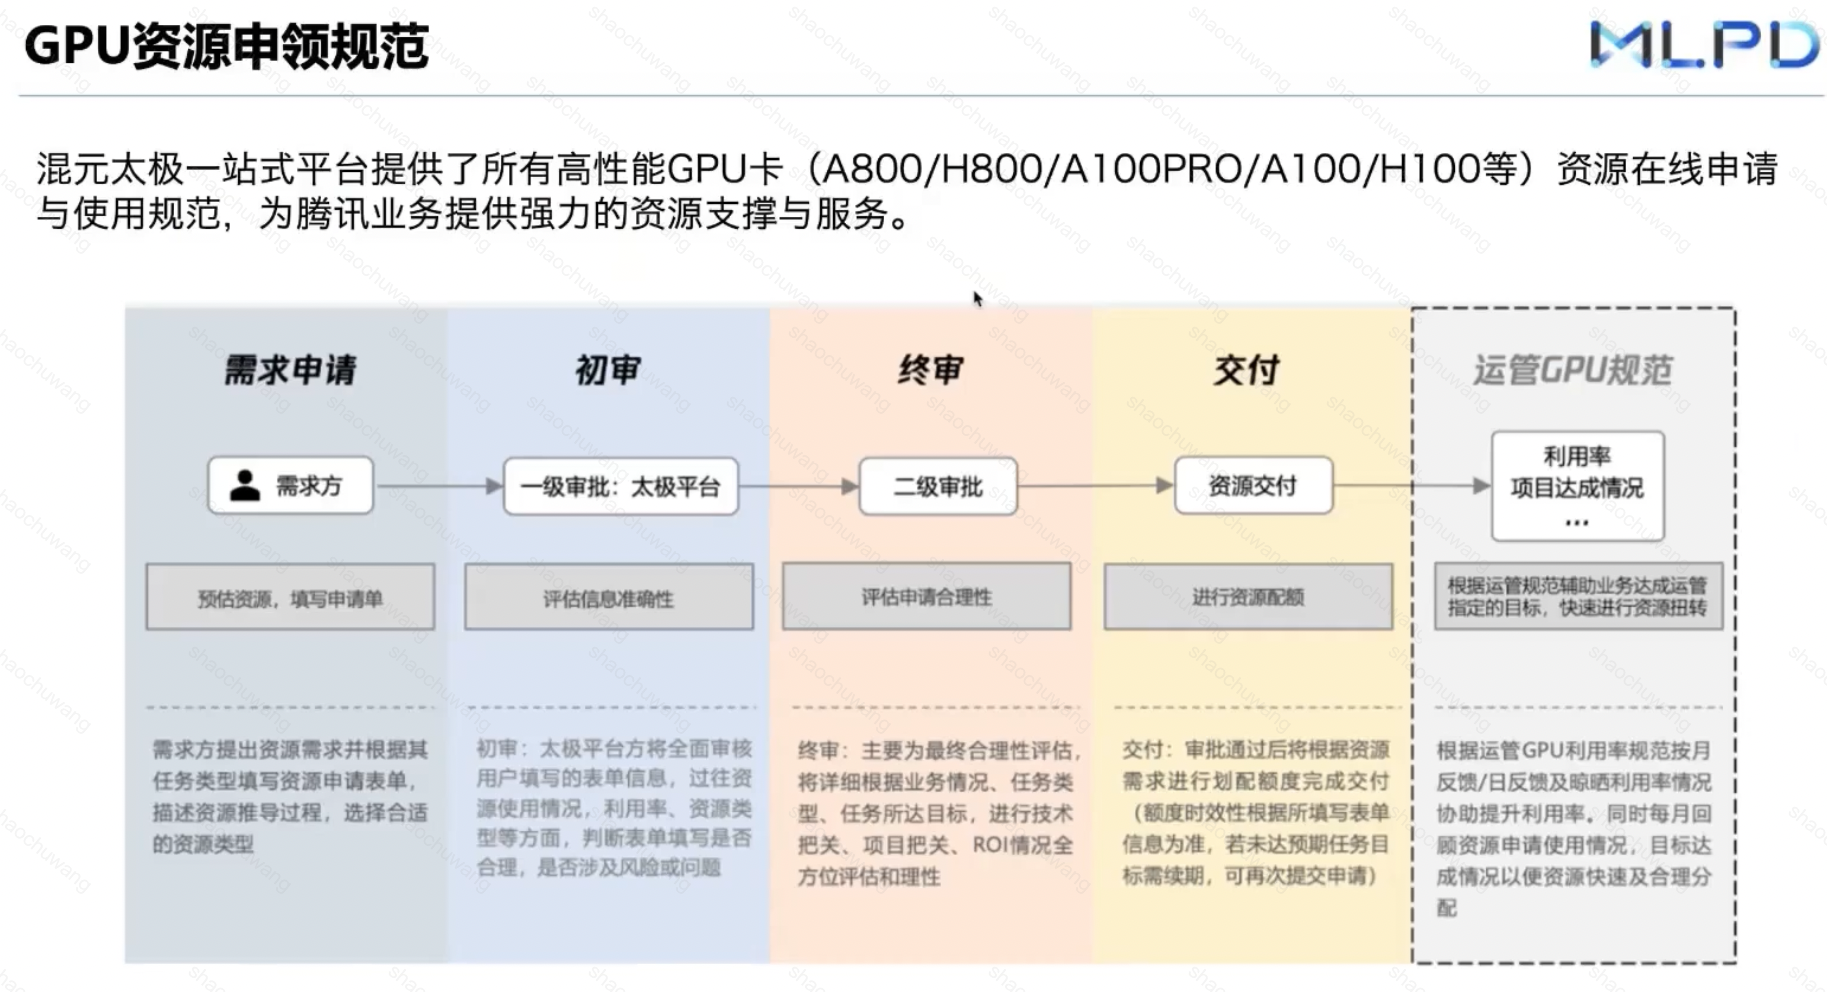 GPU资源申领规范
MLPD
混元太极一站式平台提供了所有高性能GPU卡（A800/H800/A100PRO/A100/H100等）资源在线申请
与使用规范，为腾讯业务提供强力的资源支撑与服务。
需求申请
需求方
预估资源，填写申请单
需求方提出资源需求并根据其
任务类型填写资源申请表单，
描述资源推导过程，选择合适
的资源类型
初审
一级审批：太极平台
评估信息准确性
初审：太极平台方将全面审核
用户填写的表单信息，过往资
源使用情况，利用率、资源类
型等方面，判断表单填写是否
合理，是否涉及风险或问题
终审
二级审批
评估申请合理性
终审：主要为最终合理性评估，
将详细根据业务情况、任务类
型、任务所达目标，进行技术
把关、项目把关、ROI情况全
方位评估和理性
交付
资源交付
进行资源配额
交付：审批通过后将根据资源
需求进行划配额度完成交付
（额度时效性根据所填写表单
信息为准，若未达预期任务目
标需续期，可再次提交申请）
运管GPU规范
利用率
项目达成情况
...
根据运管规范辅助业务达成运管
指定的目标，快速进行资源扭转
根据运管GPU利用率规范按月
反馈/日反馈及晾晒利用率情况
协助提升利用率。同时每月回
顾资源申请使用情况，目标达
成情况以便资源快速及合理分
配
shaochuwang